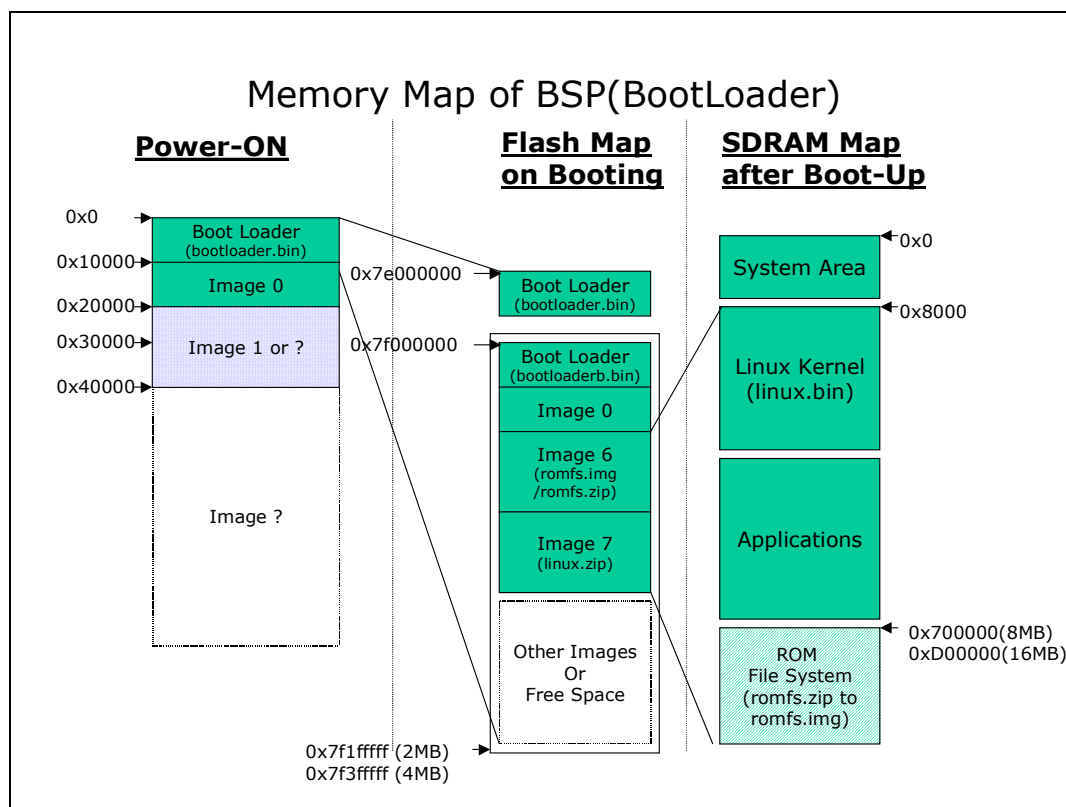 Memory Map of BSP(BootLoader)
Power-ON
0x0
Boot Loader
(bootloader.bin)
0x10000
Image 0
0x20000
0x30000
Image 1 or ?
0x40000
Image ?
Flash Map
on Booting
0x7e000000
Boot Loader
(bootloader.bin)
0x7f000000
Boot Loader
(bootloaderb.bin)
Image 0
Image 6
(romfs.img
/romfs.zip)
Image 7
(linux.zip)
Other Images
Or
Free Space
0x7f1fffff (2MB)
0x7f3fffff (4MB)
SDRAM Map
after Boot-Up
0x0
System Area
0x8000
Linux Kernel
(linux.bin)
Applications
0x700000(8MB)
0xD00000(16MB)
ROM
File System
(romfs.zip to
romfs.img)